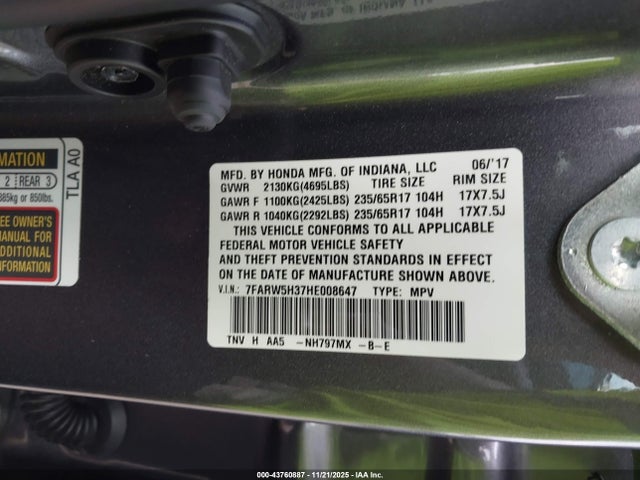 MATION
2 REAR 3
385kg or 850lbs.
EE OWNER'S
MANUAL FOR
ADDITIONAL
NFORMATION
TLA A0
MFD. BY HONDA MFG. OF INDIANA, LLC 06/'17
GVWR 2130KG(4695LBS) TIRE SIZE RIM SIZE
GAWR F 1100KG(2425LBS) 235/65R17 104H 17X7.5J
GAWR R 1040KG(2292LBS) 235/65R17 104H 17X7.5J
THIS VEHICLE CONFORMS TO ALL APPLICABLE
FEDERAL MOTOR VEHICLE SAFETY
AND THEFT PREVENTION STANDARDS IN EFFECT
ON THE DATE OF MANUFACTURE SHOWN ABOVE.
V.I.N.: 7FARW5H37HE008647 TYPE: MPV
TNV H AA5 -NH797MX -B-E
000-43760887 - 11/21/2025 - IAA Inc.